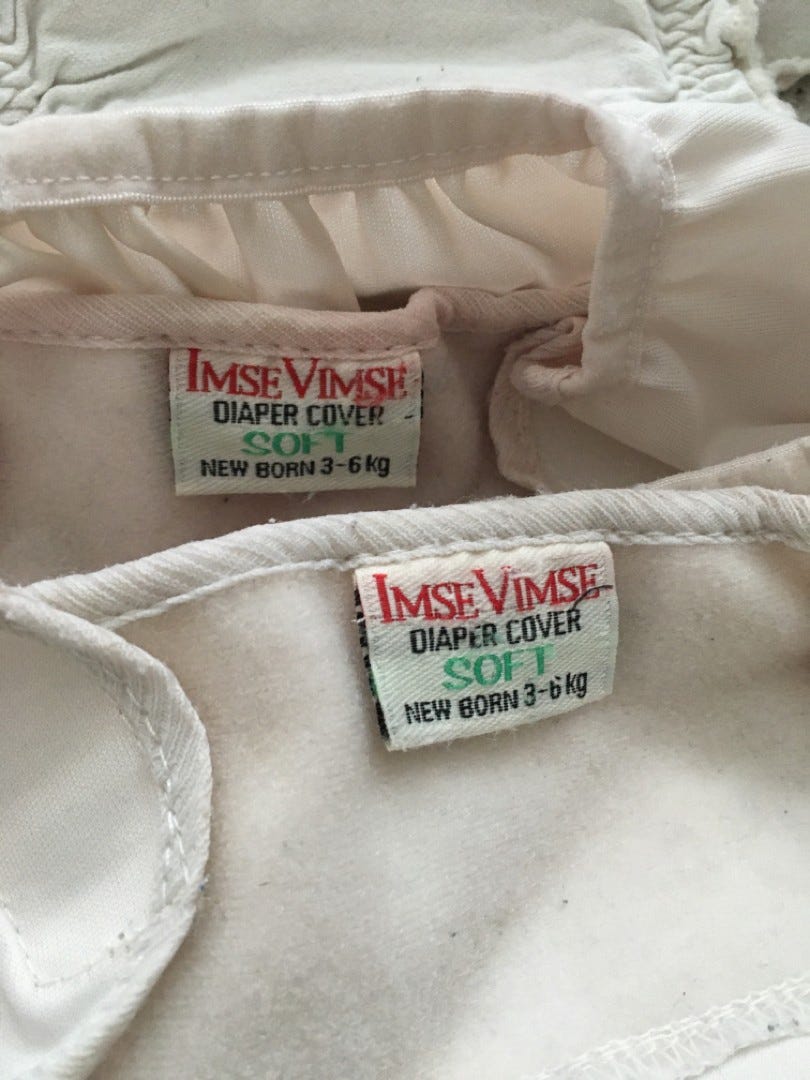 IMSE VIMSE
DIAPER COVER
SOFT
NEW BORN 3-6 kg
IMSE VIMSE
DIAPER COVER
SOFT
NEW BORN 3-6 kg